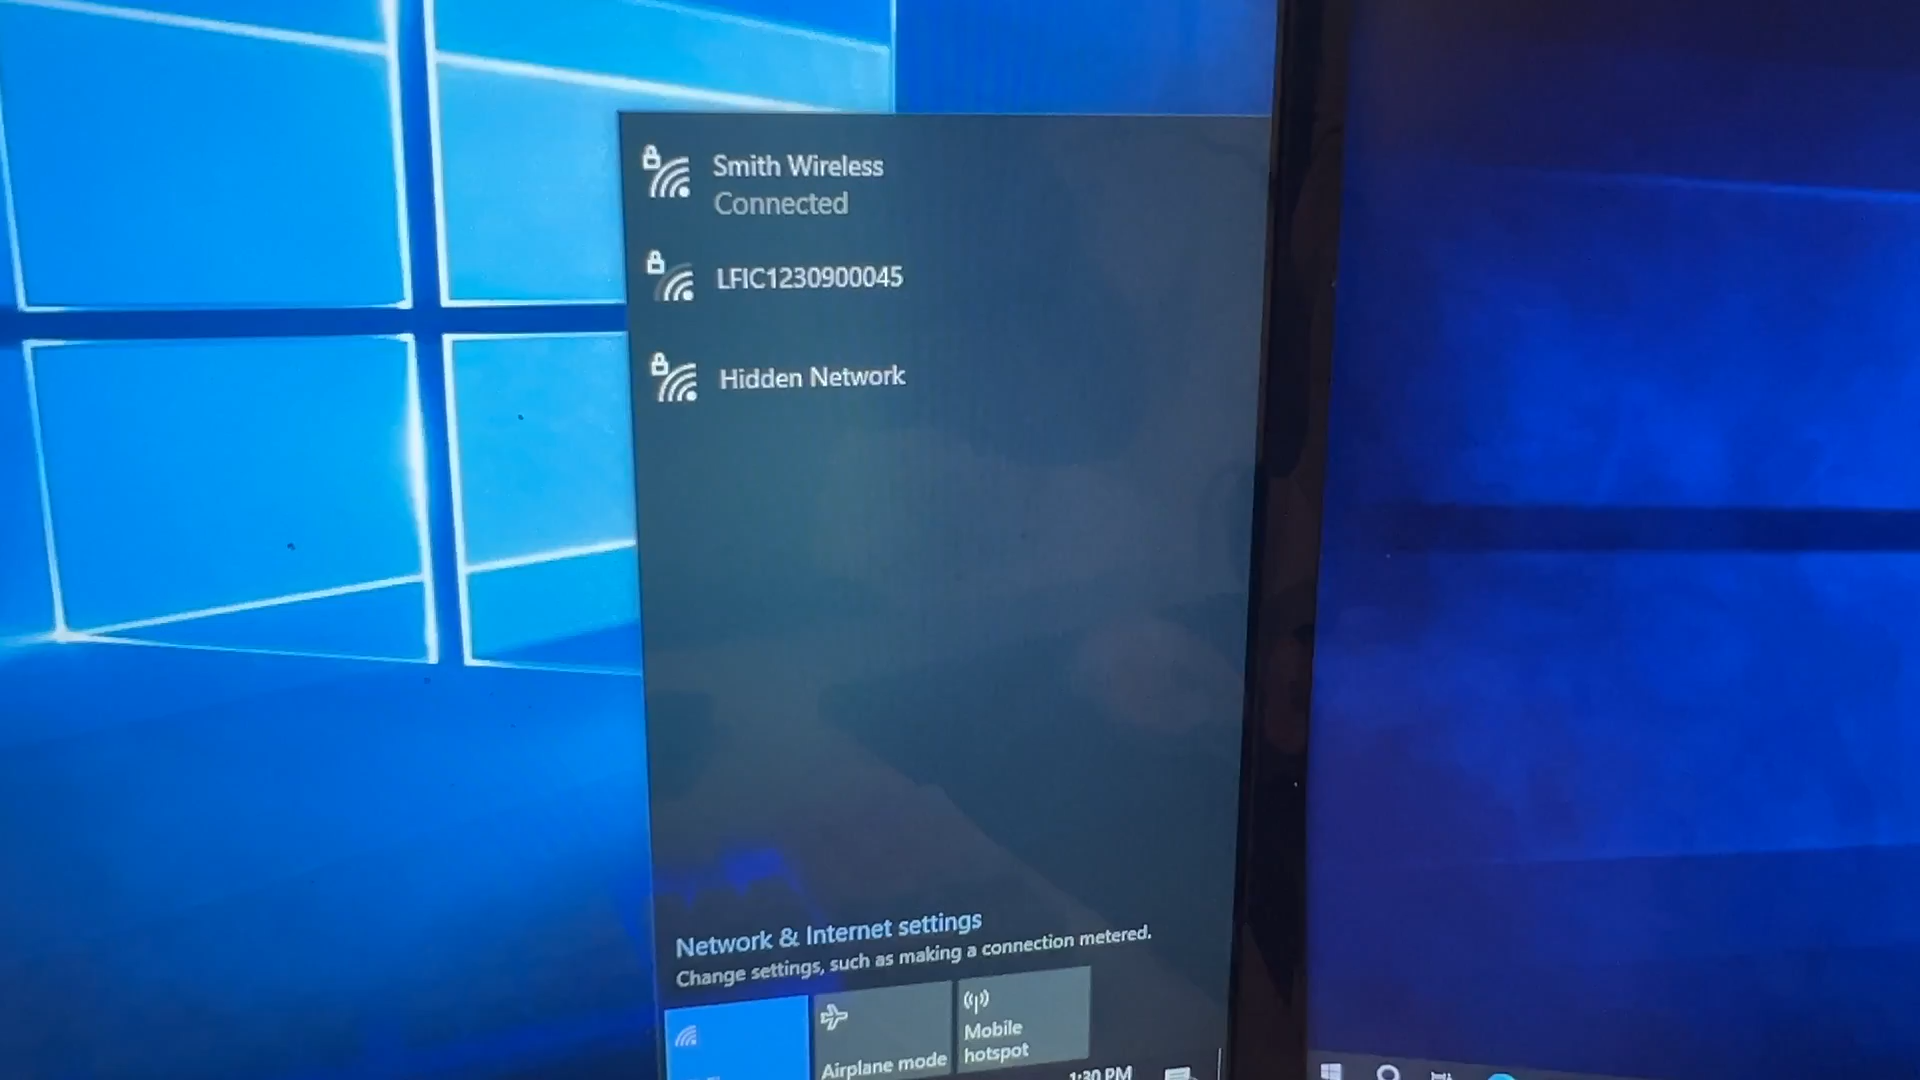 Smith Wireless
Connected
LFIC1230900045
Hidden Network
Network & Internet settings
Change settings, such as making a connection metered.
Airplane mode
Mobile
hotspot
1:30 PM